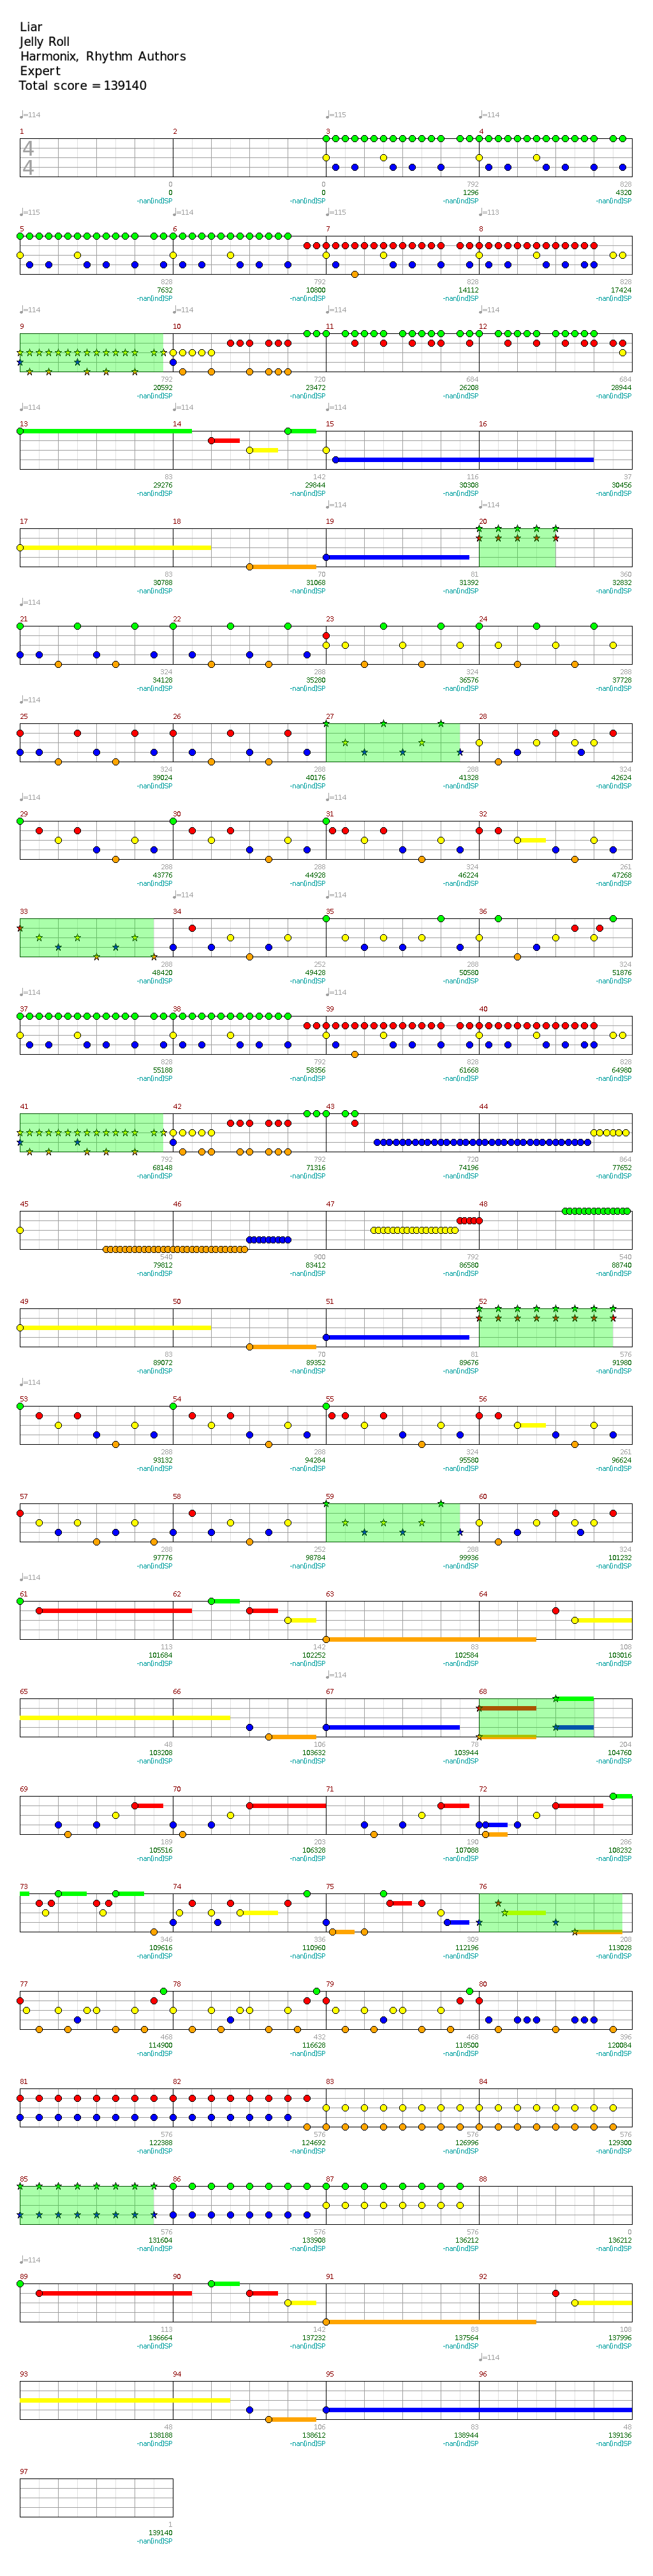 Liar
Jelly Roll
Harmonix, Rhythm Authors
Expert
Total score = 139140
♩=114 ♩=115 ♩=114
1 2 3 4
4
4
0 0 792 828
0 0 1296 4320
-nan(ind)SP -nan(ind)SP -nan(ind)SP
♩=115 ♩=114 ♩=115 ♩=113
5 6 7 8
828 792 828 828
7632 10800 14112 17424
-nan(ind)SP -nan(ind)SP -nan(ind)SP -nan(ind)SP
♩=114 ♩=114 ♩=114 ♩=114
9 10 11 12
792 720 684 684
20592 23472 26208 28944
-nan(ind)SP -nan(ind)SP -nan(ind)SP -nan(ind)SP
♩=114 ♩=114 ♩=114
13 14 15 16
83 142 116 37
29276 29844 30308 30456
-nan(ind)SP -nan(ind)SP -nan(ind)SP -nan(ind)SP
♩=114 ♩=114
17 18 19 20
83 70 81 360
30788 31068 31392 32832
-nan(ind)SP -nan(ind)SP -nan(ind)SP -nan(ind)SP
♩=114
21 22 23 24
324 288 324 288
34128 35280 36576 37728
-nan(ind)SP -nan(ind)SP -nan(ind)SP -nan(ind)SP
♩=114
25 26 27 28
324 288 288 324
39024 40176 41328 42624
-nan(ind)SP -nan(ind)SP -nan(ind)SP -nan(ind)SP
♩=114 ♩=114 ♩=114
29 30 31 32
288 288 324 261
43776 44928 46224 47268
-nan(ind)SP -nan(ind)SP -nan(ind)SP -nan(ind)SP
♩=114 ♩=114
33 34 35 36
288 252 288 324
48420 49428 50580 51876
-nan(ind)SP -nan(ind)SP -nan(ind)SP -nan(ind)SP
♩=114 ♩=114
37 38 39 40
828 792 828 828
55188 58356 61668 64980
-nan(ind)SP -nan(ind)SP -nan(ind)SP -nan(ind)SP
41 42 43 44
792 792 720 864
68148 71316 74196 77652
-nan(ind)SP -nan(ind)SP -nan(ind)SP -nan(ind)SP
45 46 47 48
540 900 792 540
79812 83412 86580 88740
-nan(ind)SP -nan(ind)SP -nan(ind)SP -nan(ind)SP
49 50 51 52
83 70 81 576
89072 89352 89676 91980
-nan(ind)SP -nan(ind)SP -nan(ind)SP -nan(ind)SP
♩=114
53 54 55 56
288 288 324 261
93132 94284 95580 96624
-nan(ind)SP -nan(ind)SP -nan(ind)SP -nan(ind)SP
57 58 59 60
288 252 288 324
97776 98784 99936 101232
-nan(ind)SP -nan(ind)SP -nan(ind)SP -nan(ind)SP
♩=114
61 62 63 64
113 142 83 108
101684 102252 102584 103016
-nan(ind)SP -nan(ind)SP -nan(ind)SP -nan(ind)SP
♩=114
65 66 67 68
48 106 78 204
103208 103632 103944 104760
-nan(ind)SP -nan(ind)SP -nan(ind)SP -nan(ind)SP
69 70 71 72
189 203 190 286
105516 106328 107088 108232
-nan(ind)SP -nan(ind)SP -nan(ind)SP -nan(ind)SP
73 74 75 76
346 336 309 208
109616 110960 112196 113028
-nan(ind)SP -nan(ind)SP -nan(ind)SP -nan(ind)SP
77 78 79 80
468 432 468 396
114900 116628 118500 120084
-nan(ind)SP -nan(ind)SP -nan(ind)SP -nan(ind)SP
81 82 83 84
576 576 576 576
122388 124692 126996 129300
-nan(ind)SP -nan(ind)SP -nan(ind)SP -nan(ind)SP
85 86 87 88
576 576 576 0
131604 133908 136212 136212
-nan(ind)SP -nan(ind)SP -nan(ind)SP -nan(ind)SP
♩=114
89 90 91 92
113 142 83 108
136664 137232 137564 137996
-nan(ind)SP -nan(ind)SP -nan(ind)SP -nan(ind)SP
♩=114
93 94 95 96
48 106 83 48
138188 138612 138944 139136
-nan(ind)SP -nan(ind)SP -nan(ind)SP -nan(ind)SP
97
1
139140
-nan(ind)SP